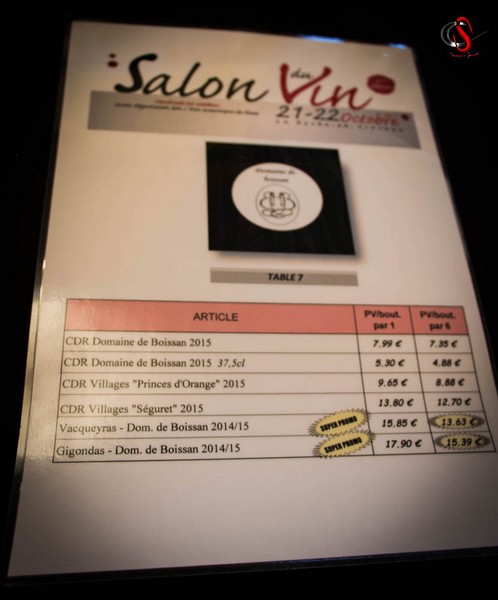 Salon du Vin
21-22 Octobre
Domaine de
boissan
TABLE 7
ARTICLE PV/bout. par 1 PV/bout. par 6
CDR Domaine de Boissan 2015 7.99 € 7.35 €
CDR Domaine de Boissan 2015 37,5cl 5.30 € 4.88 €
CDR Villages "Princes d'Orange" 2015 9.65 € 8.88 €
CDR Villages "Séguret" 2015 13.80 € 12.70 €
Vacqueyras - Dom. de Boissan 2014/15 SUPER PROMO 15.85 € 13.63 €
Gigondas - Dom. de Boissan 2014/15 SUPER PROMO 17.90 € 15.39 €